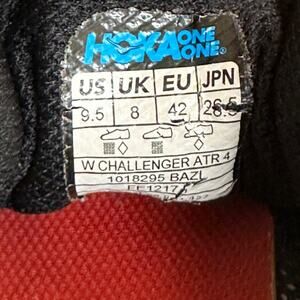 HOKA ONE ONE®
US UK EU JPN
9.5 8 42 26.5
W CHALLENGER ATR 4
1018295 BAZL